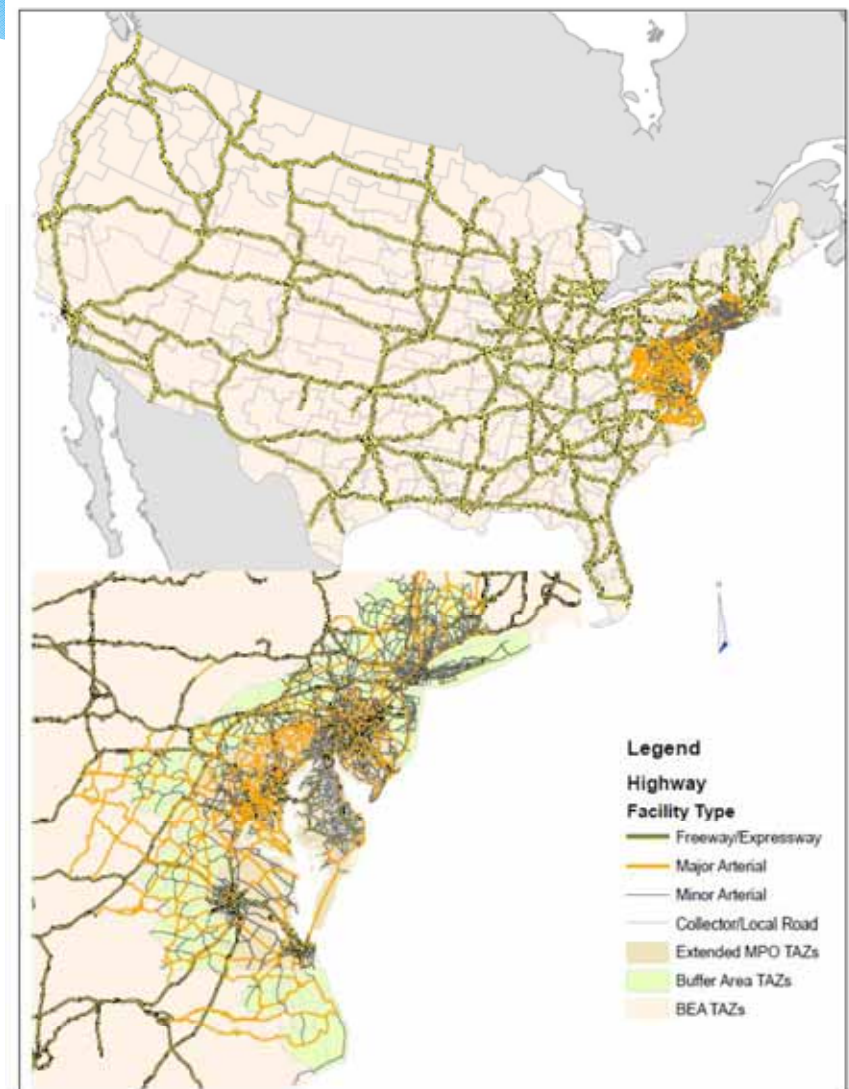 Legend
Highway
Facility Type
Freeway/Expressway
Major Arterial
Minor Arterial
Collector/Local Road
Extended MPO TAZs
Buffer Area TAZs
BEA TAZs